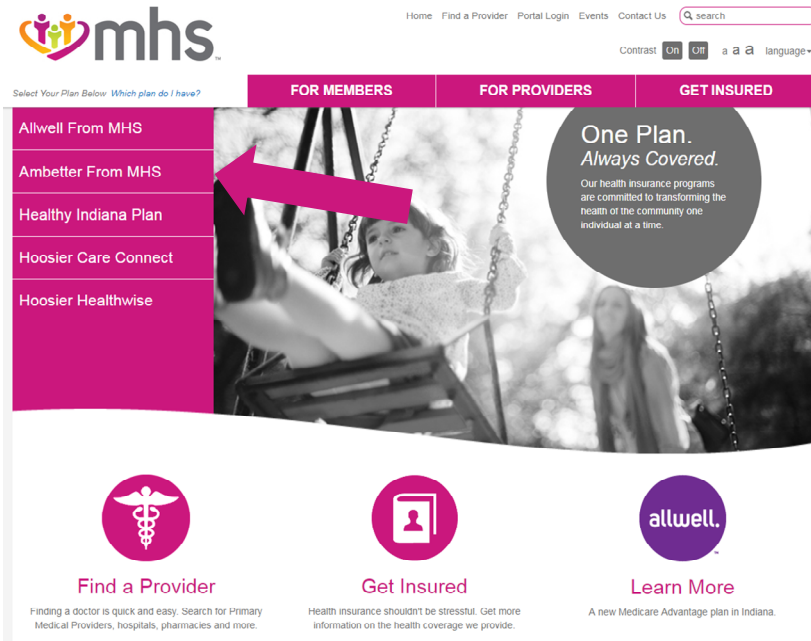 mhs
Home Find a Provider Portal Login Events Contact Us search
Contrast On Off a a a language
Select Your Plan Below Which plan do I have?
FOR MEMBERS FOR PROVIDERS GET INSURED
Allwell From MHS
Ambetter From MHS
Healthy Indiana Plan
Hoosier Care Connect
Hoosier Healthwise
One Plan.
Always Covered.
Our health insurance programs
are committed to transforming the
health of the community one
individual at a time.
allwell.
Find a Provider
Finding a doctor is quick and easy. Search for Primary
Medical Providers, hospitals, pharmacies and more.
Get Insured
Health insurance shouldn't be stressful. Get more
information on the health coverage we provide.
Learn More
A new Medicare Advantage plan in Indiana.